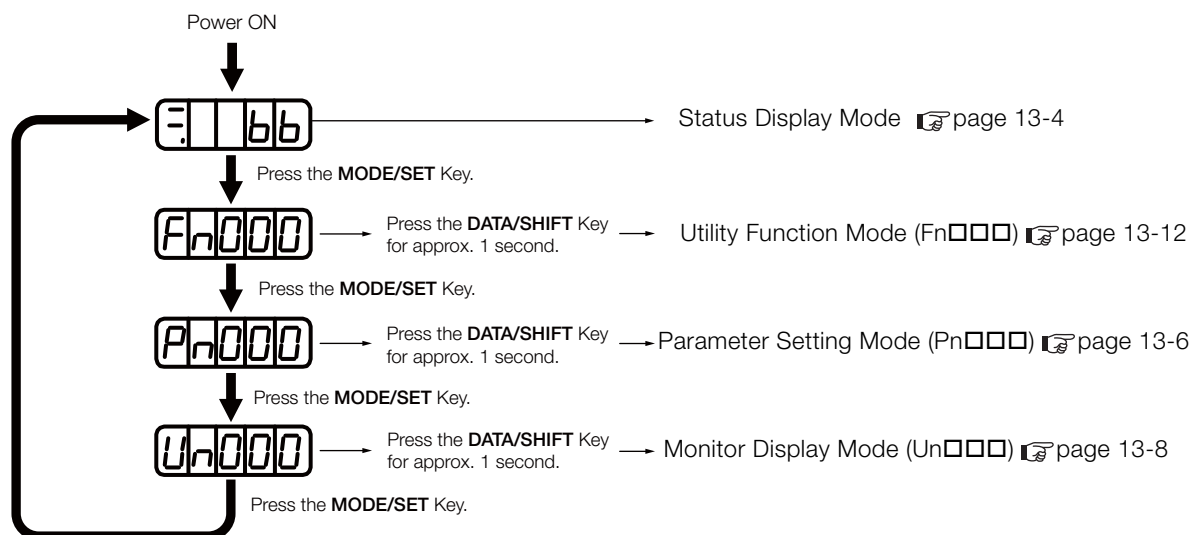 Power ON
bb
Status Display Mode page 13-4
Press the MODE/SET Key.
Fn000
Press the DATA/SHIFT Key
for approx. 1 second.
Utility Function Mode (Fn□□□) page 13-12
Press the MODE/SET Key.
Pn000
Press the DATA/SHIFT Key
for approx. 1 second.
Parameter Setting Mode (Pn□□□) page 13-6
Press the MODE/SET Key.
Un000
Press the DATA/SHIFT Key
for approx. 1 second.
Monitor Display Mode (Un□□□) page 13-8
Press the MODE/SET Key.